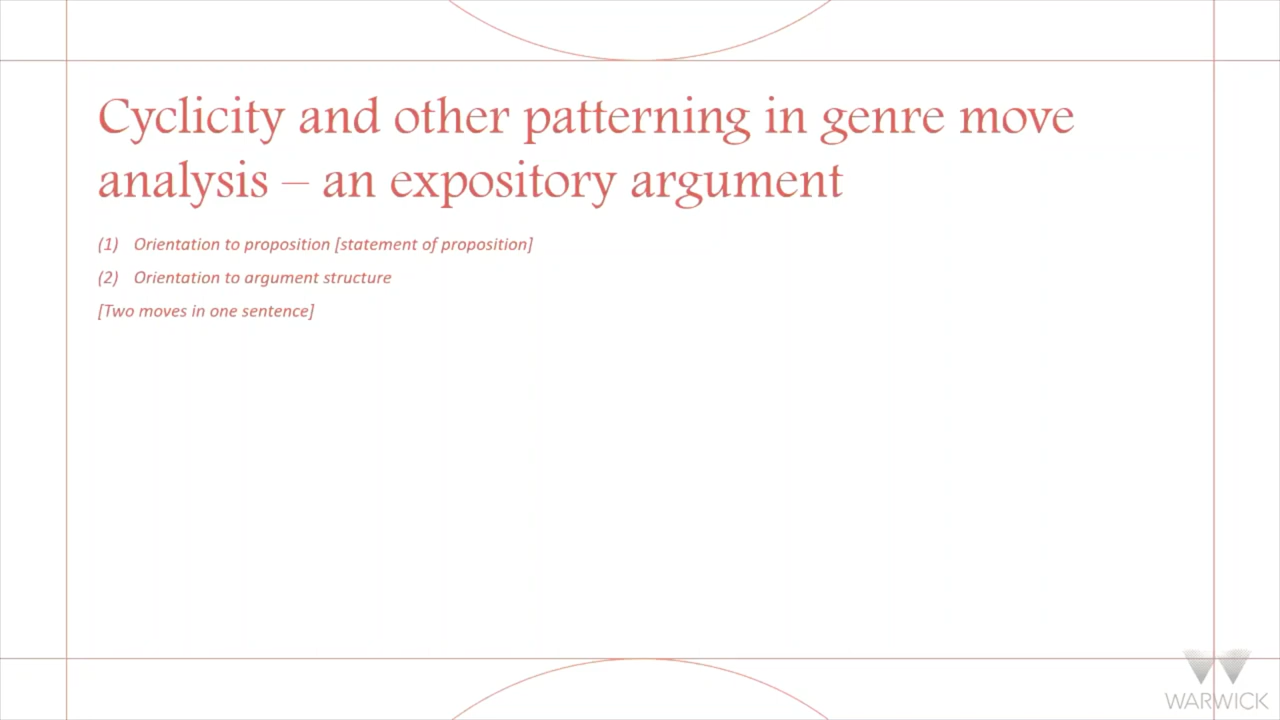 Cyclicity and other patterning in genre move
analysis – an expository argument
(1) Orientation to proposition [statement of proposition]
(2) Orientation to argument structure
[Two moves in one sentence]
WARWICK